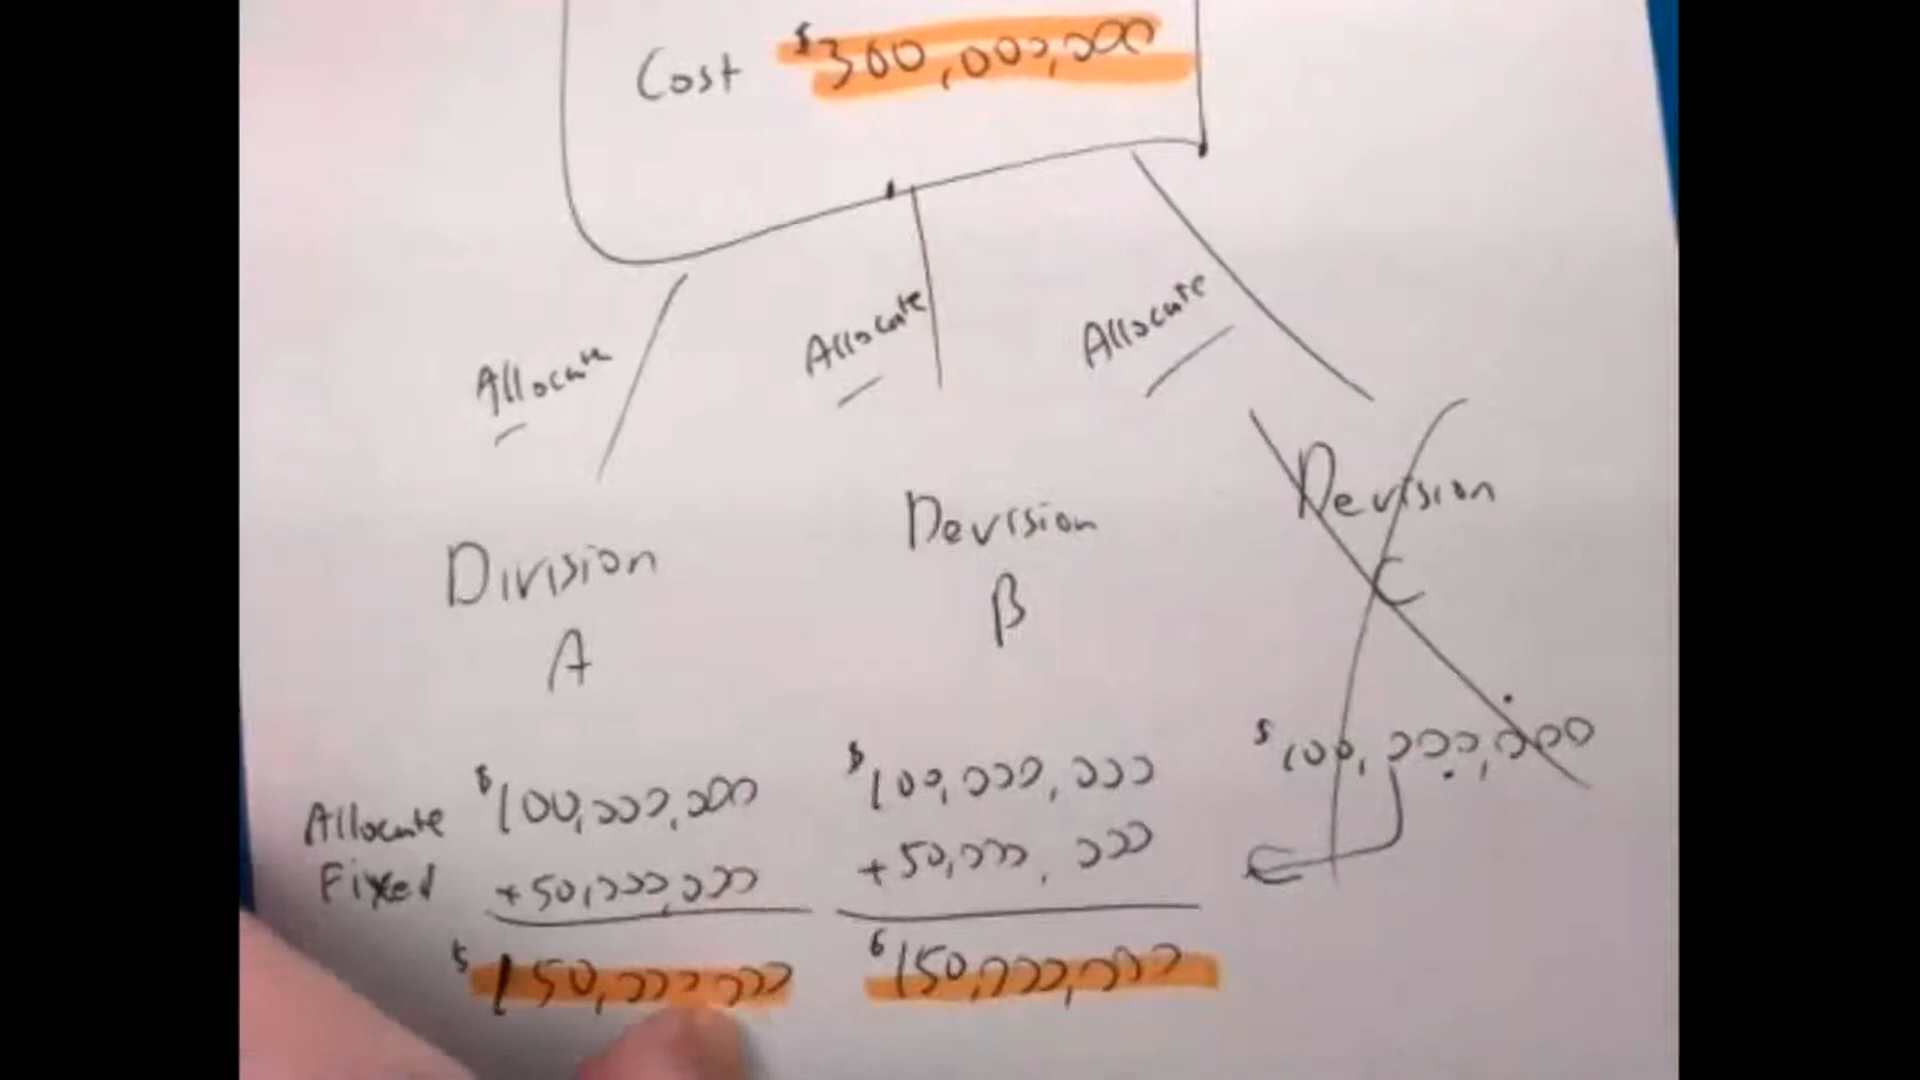 Cost $300,000,000
Allocate
Allocate
Allocate
Division
A
Devision
B
Devision
C
Allocate
Fixed
$100,000,000
+50,000,000
$150,000,000
$100,000,000
+50,000,000
$150,000,000
$100,000,000